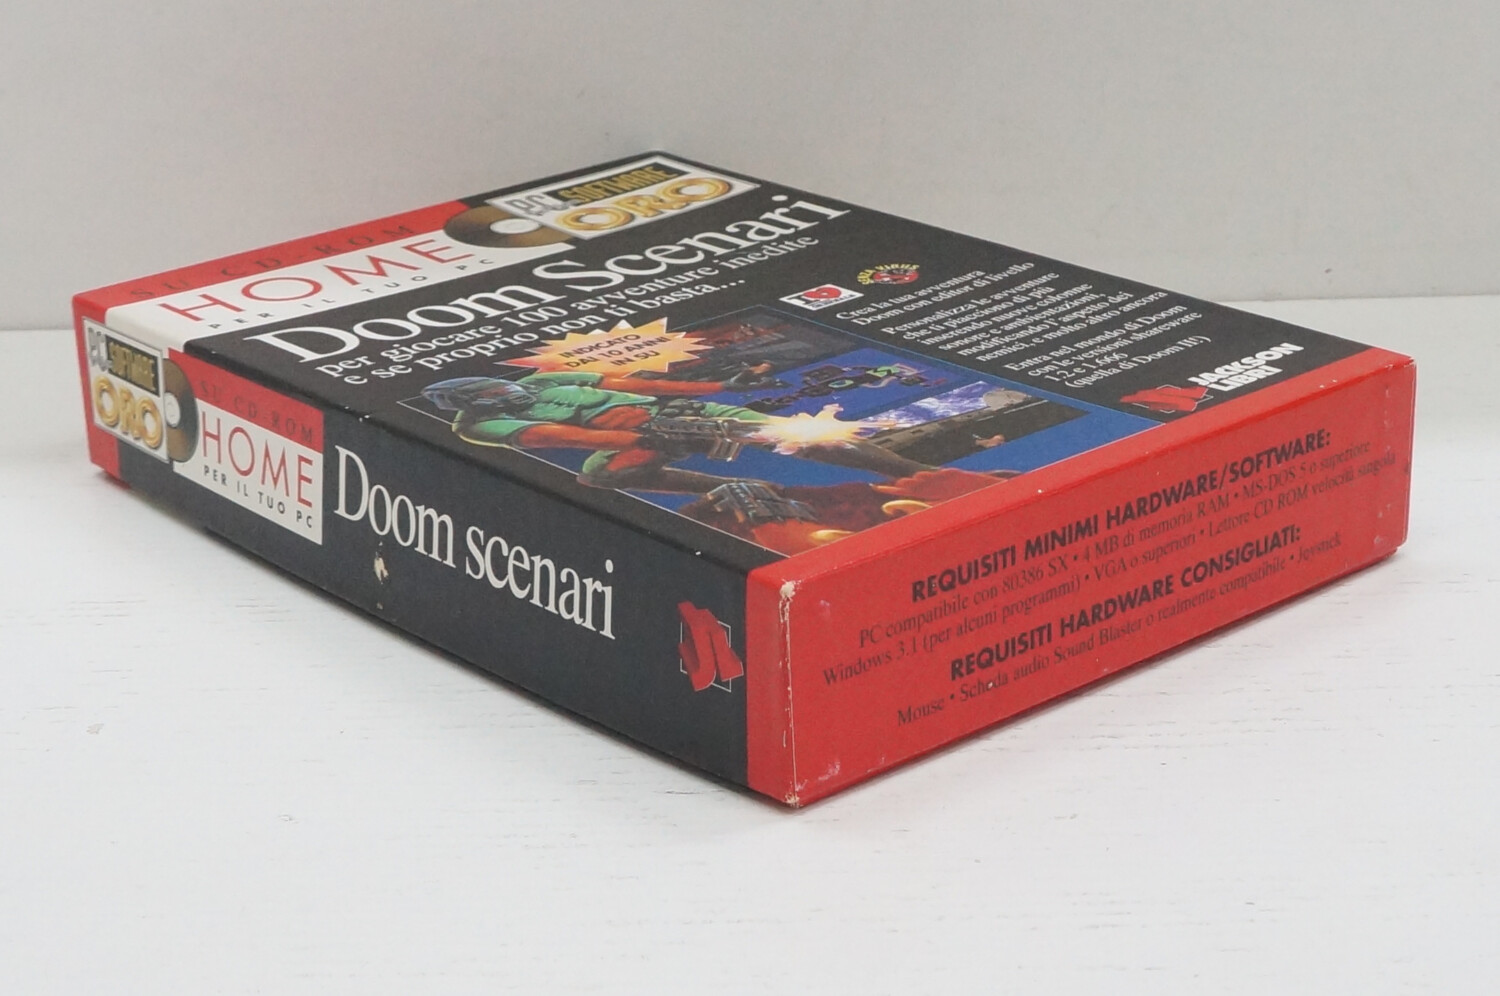 SU CD-ROM
HOME
PER IL TUO PC
PC SOFTWARE
ORO
Doom Scenari
per giocare 100 avventure inedite
e se proprio non ti basta...
INDICATO
DAI 10 ANNI
IN SU
Crea la tua avventura
Doom con editor di livello
Personalizza le avventure
che ti piacciono di più
inserendo nuove colonne
sonore e ambientazioni,
modificando l'aspetto dei
nemici, e molto altro ancora
Entra nel mondo di Doom
con le versioni shareware
1.2 e 1.666
(quella di Doom II!)
JACKSON
LIBRI
PC SOFTWARE
ORO
SU CD-ROM
HOME
PER IL TUO PC
Doom scenari
REQUISITI MINIMI HARDWARE/SOFTWARE:
PC compatibile con 80386 SX • 4 MB di memoria RAM • MS-DOS 5 o superiore
Windows 3.1 (per alcuni programmi) • VGA o superiori • Lettore CD ROM velocità singola
REQUISITI HARDWARE CONSIGLIATI:
Mouse • Scheda audio Sound Blaster o realmente compatibile • Joystick